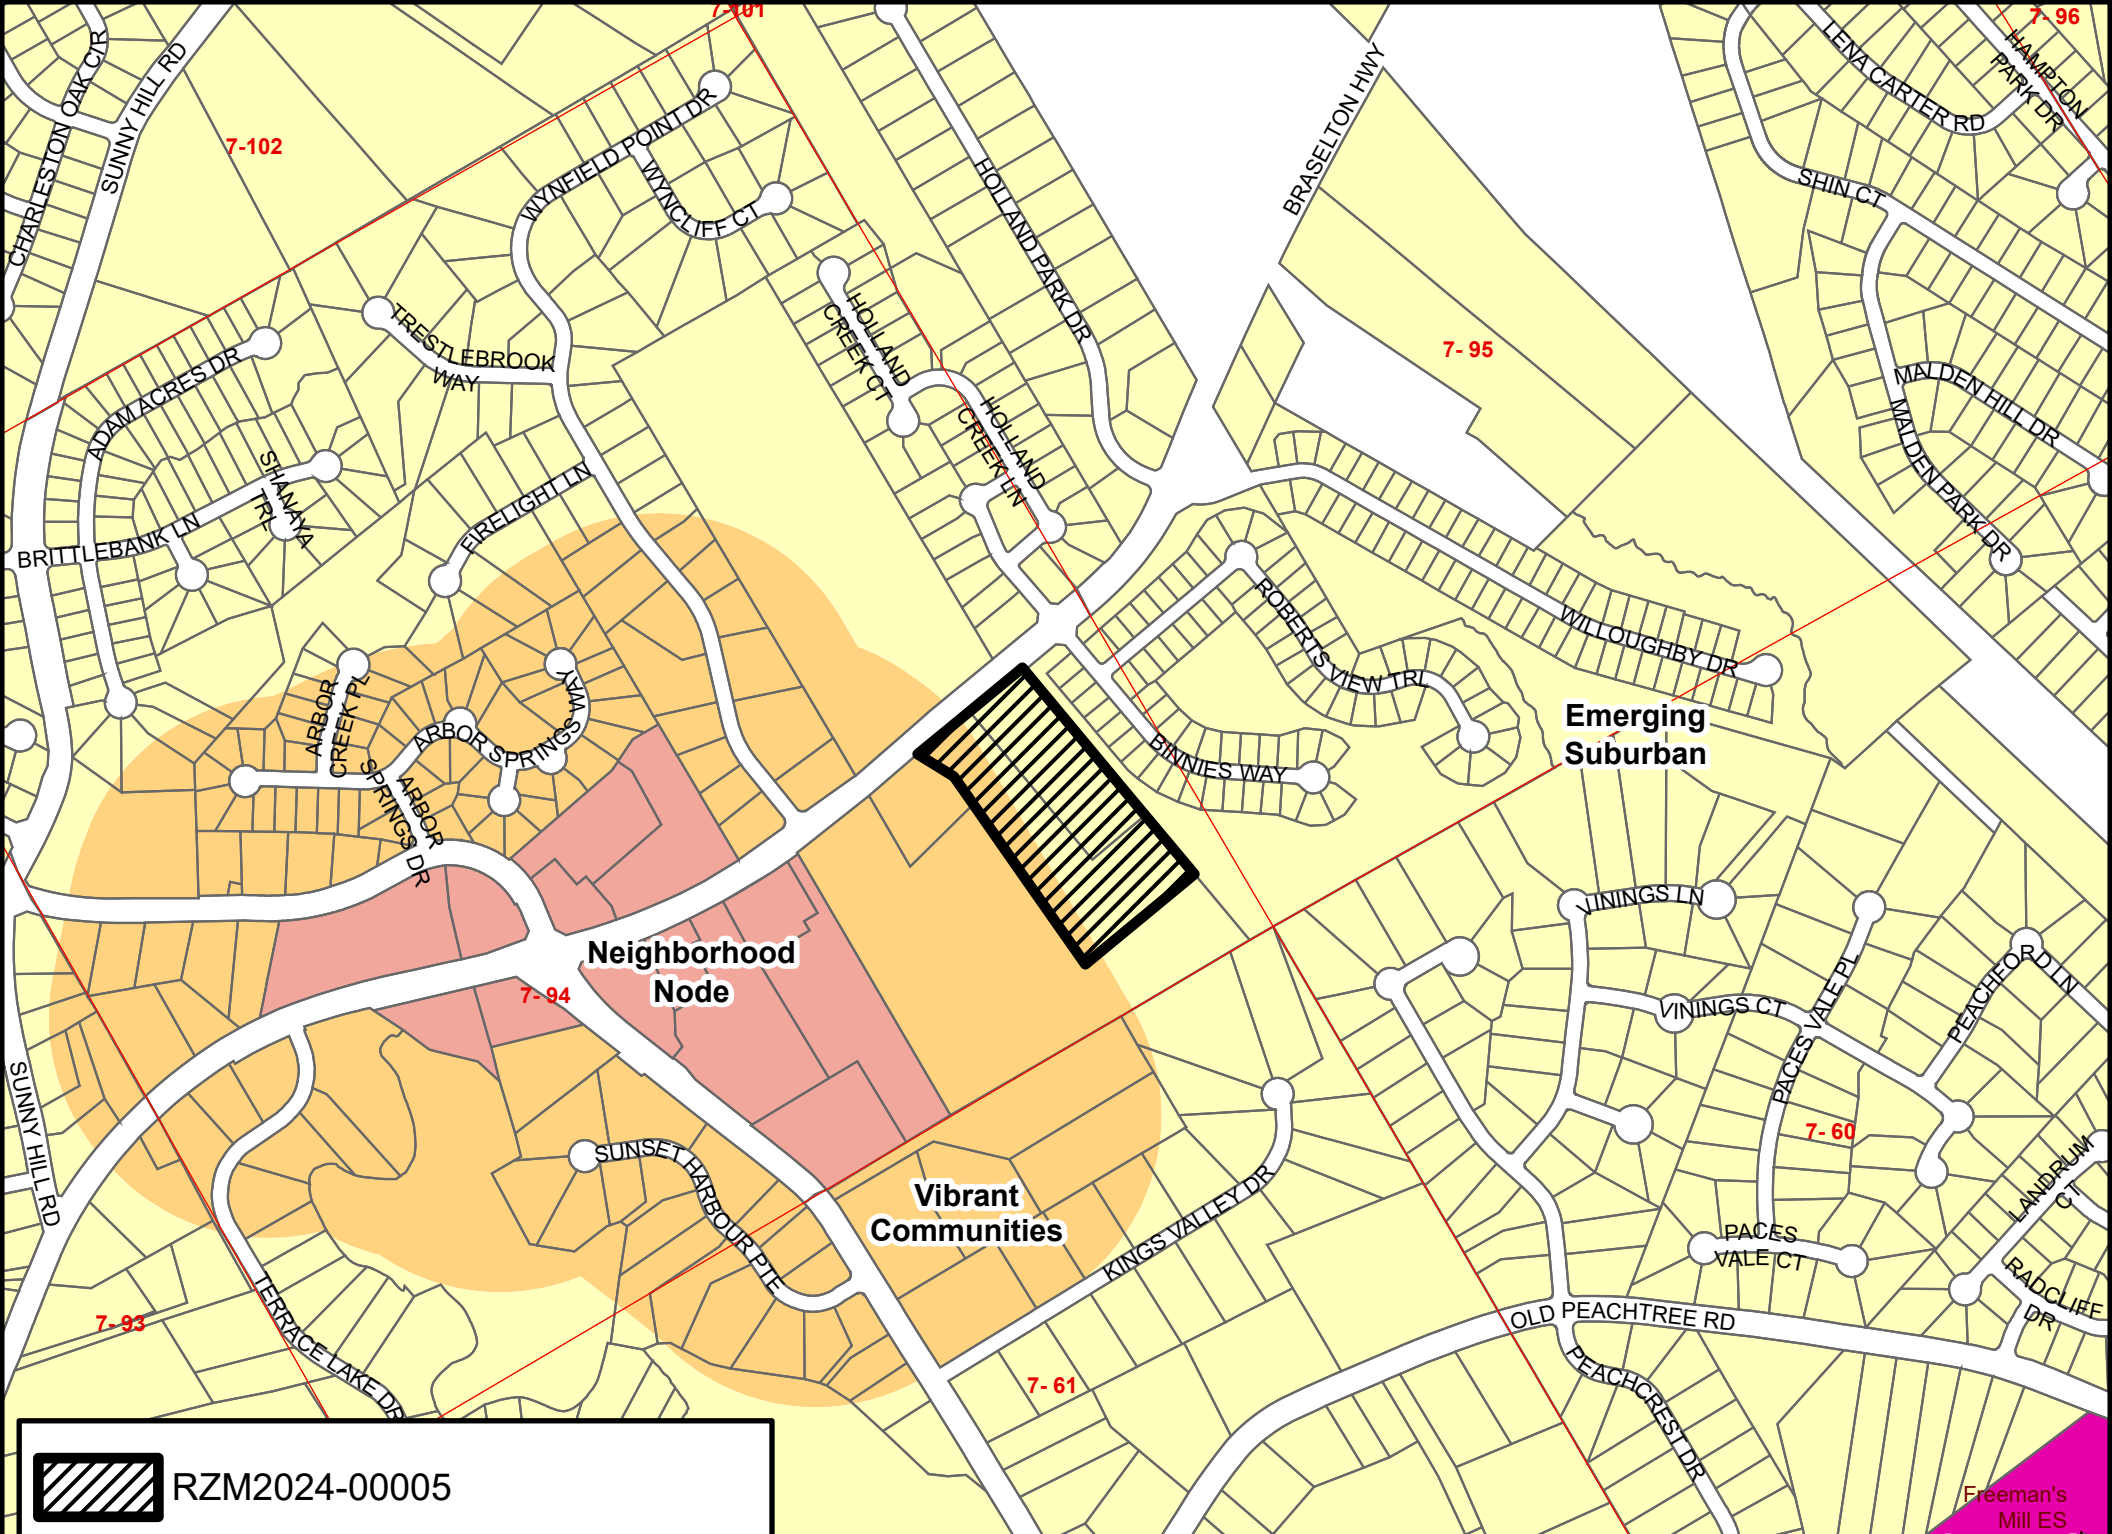 7-101
7- 96
CHARLESTON OAK CIR
SUNNY HILL RD
7-102
WYNFIELD POINT DR
WYNCLIFF CT
HOLLAND PARK DR
BRASELTON HWY
LENA CARTER RD
HAMPTON
PARK DR
SHIN CT
TRESTLEBROOK
WAY
HOLLAND
CREEK CT
HOLLAND
CREEK LN
7- 95
MALDEN HILL DR
MALDEN PARK DR
ADAM ACRES DR
SHANAYA
TRL
BRITTLEBANK LN
FIRELIGHT LN
ROBERTS VIEW TRL
WILLOUGHBY DR
ARBOR
CREEK PL
ARBOR SPRINGS WAY
ARBOR
SPRINGS DR
BINNIES WAY
Emerging
Suburban
VININGS LN
Neighborhood
Node
7- 94
VININGS CT
PACES VALE PL
PEACHFORD LN
SUNNY HILL RD
SUNSET HARBOUR PTE
7- 60
LANDRUM
CT
Vibrant
Communities
KINGS VALLEY DR
PACES
VALE CT
RADCLIFF
DR
7- 93
TERRACE LAKE DR
OLD PEACHTREE RD
7- 61
PEACHCREST DR
RZM2024-00005
Freeman's
Mill ES